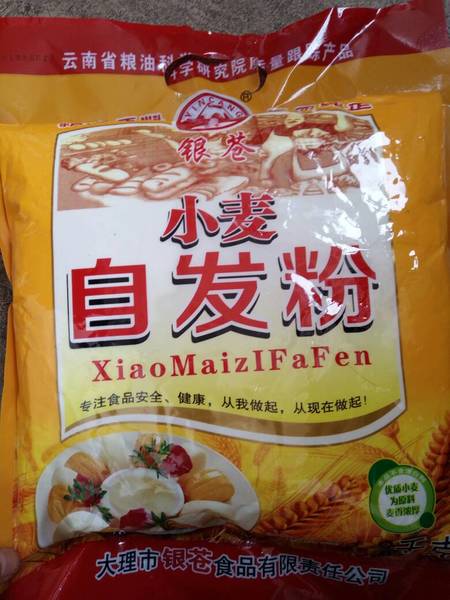 云南省粮油科学研究院质量跟踪产品
YINCANG
®
银苍
小麦
自发粉
XiaoMaizIFaFen
专注食品安全、健康，从我做起，从现在做起！
优质小麦
为原料
麦香浓厚
大理市银苍食品有限责任公司